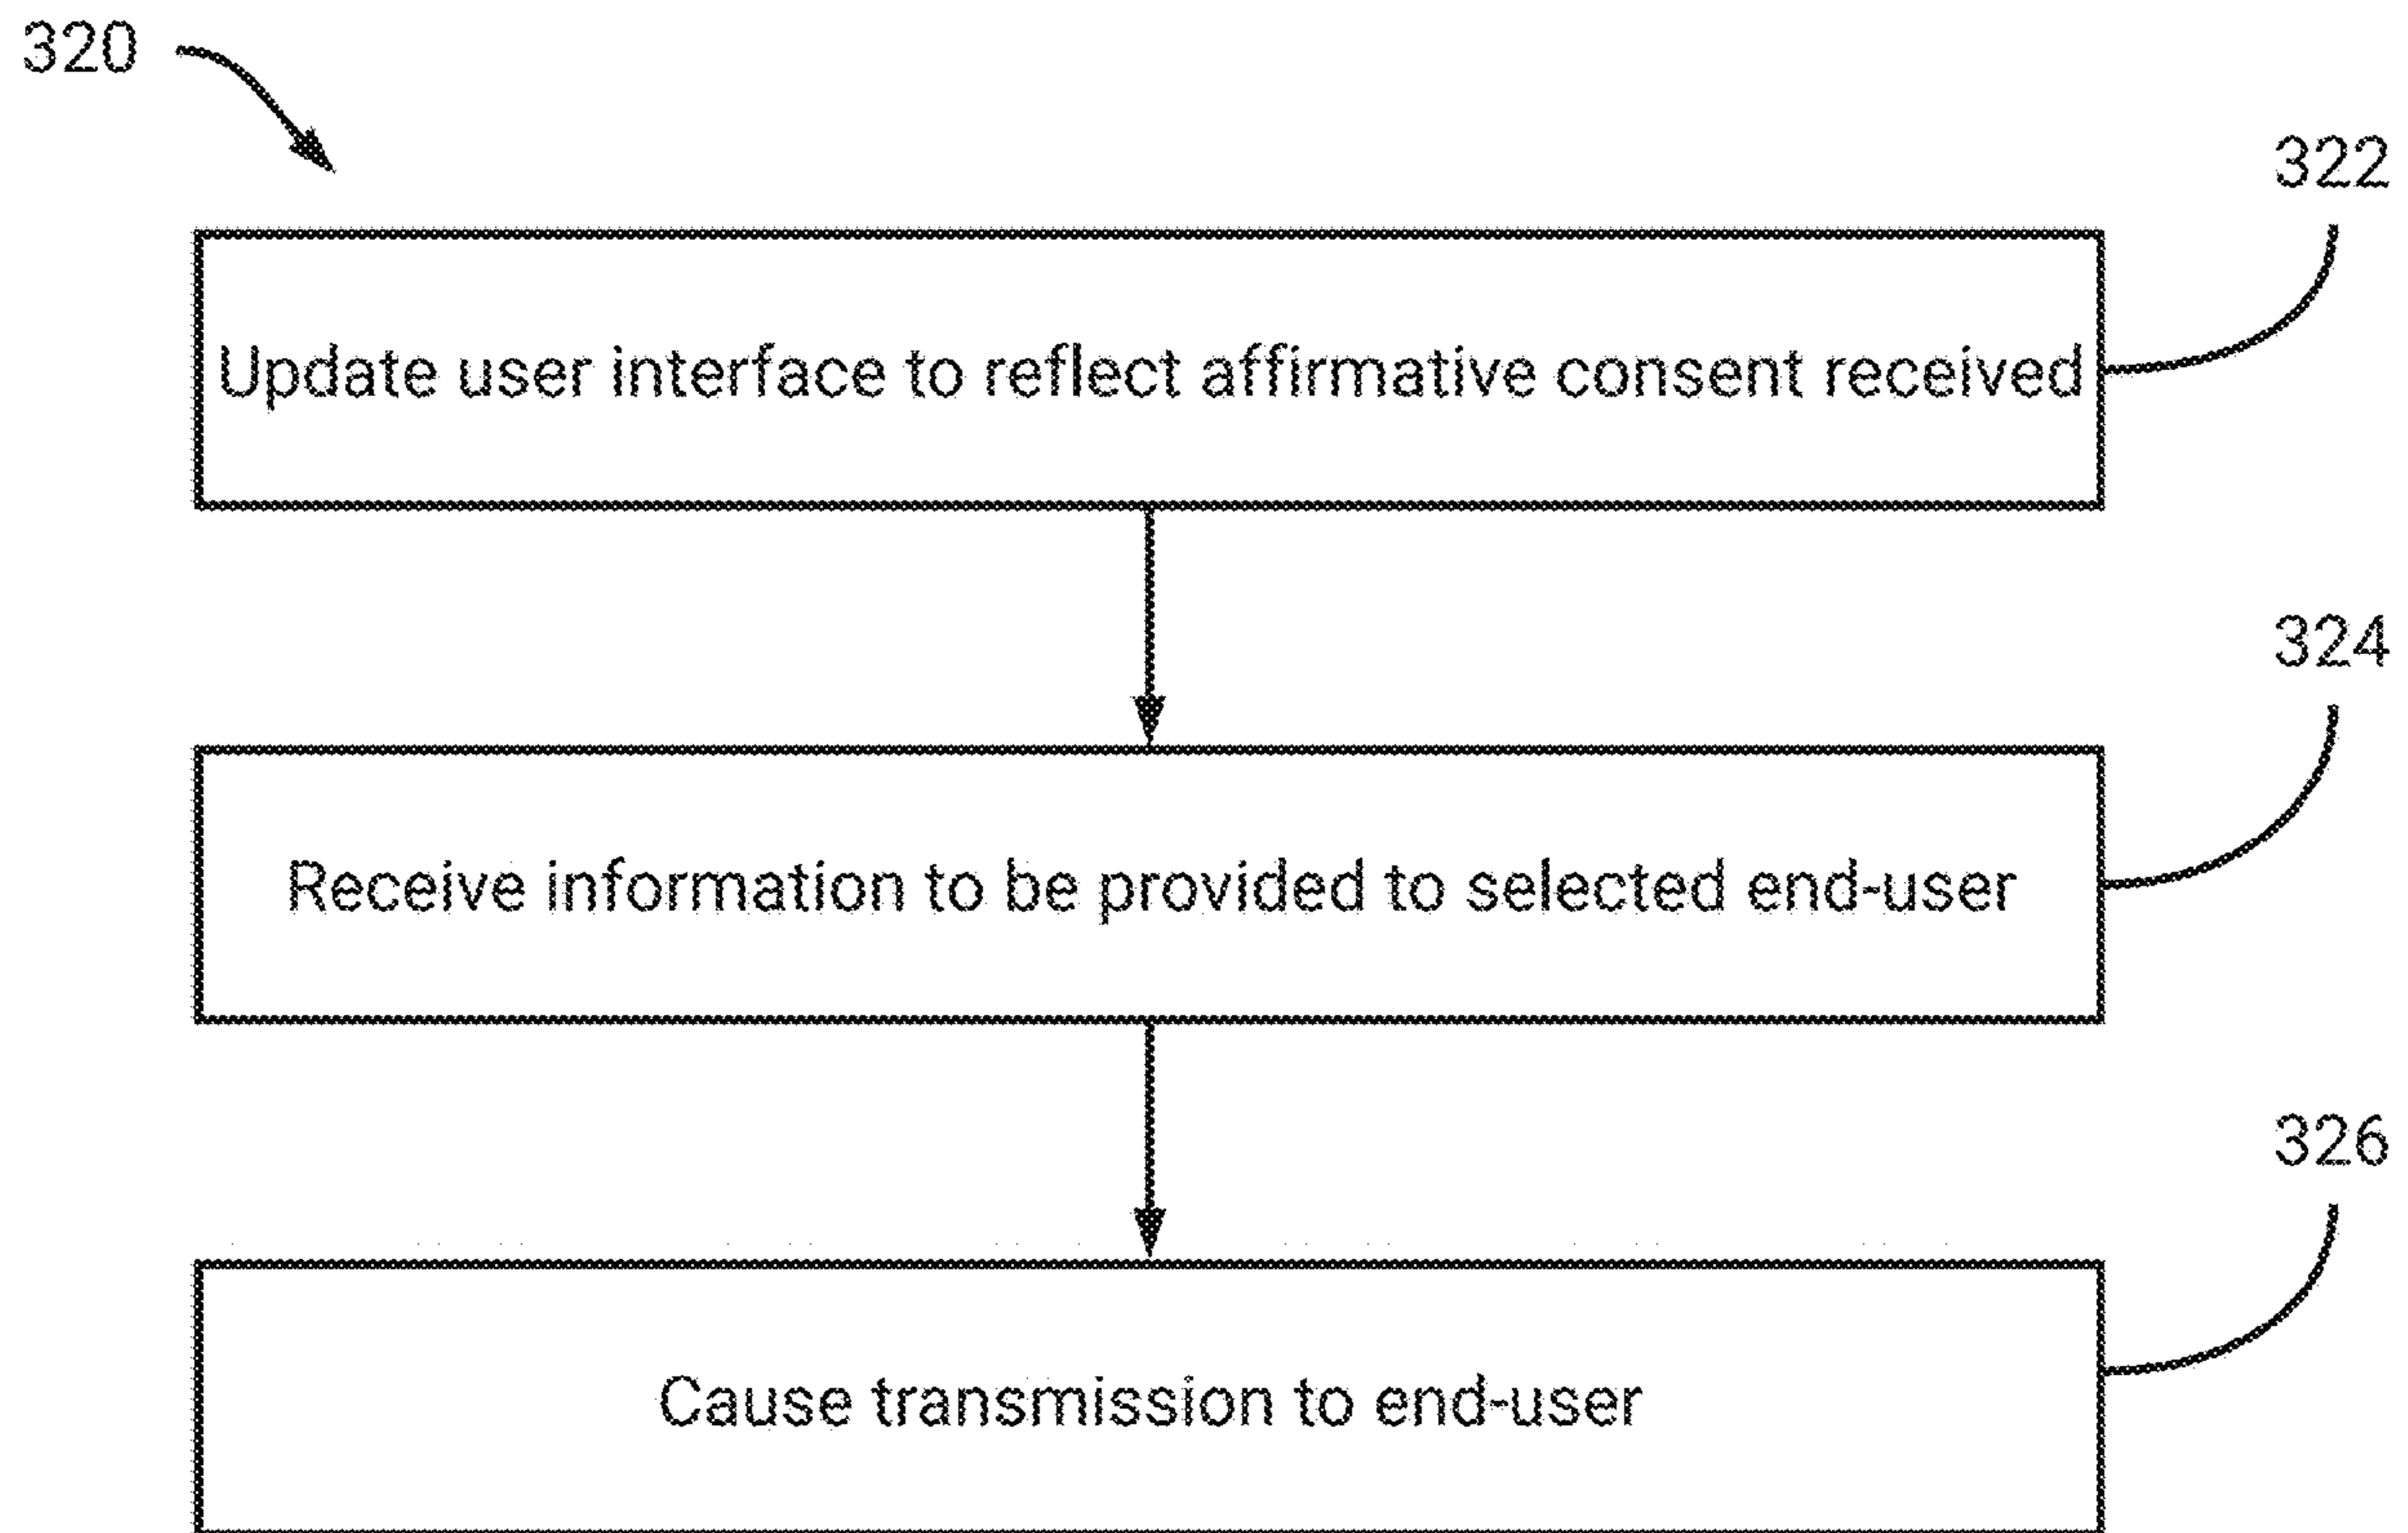 320
322
Update user interface to reflect affirmative consent received
324
Receive information to be provided to selected end-user
326
Cause transmission to end-user